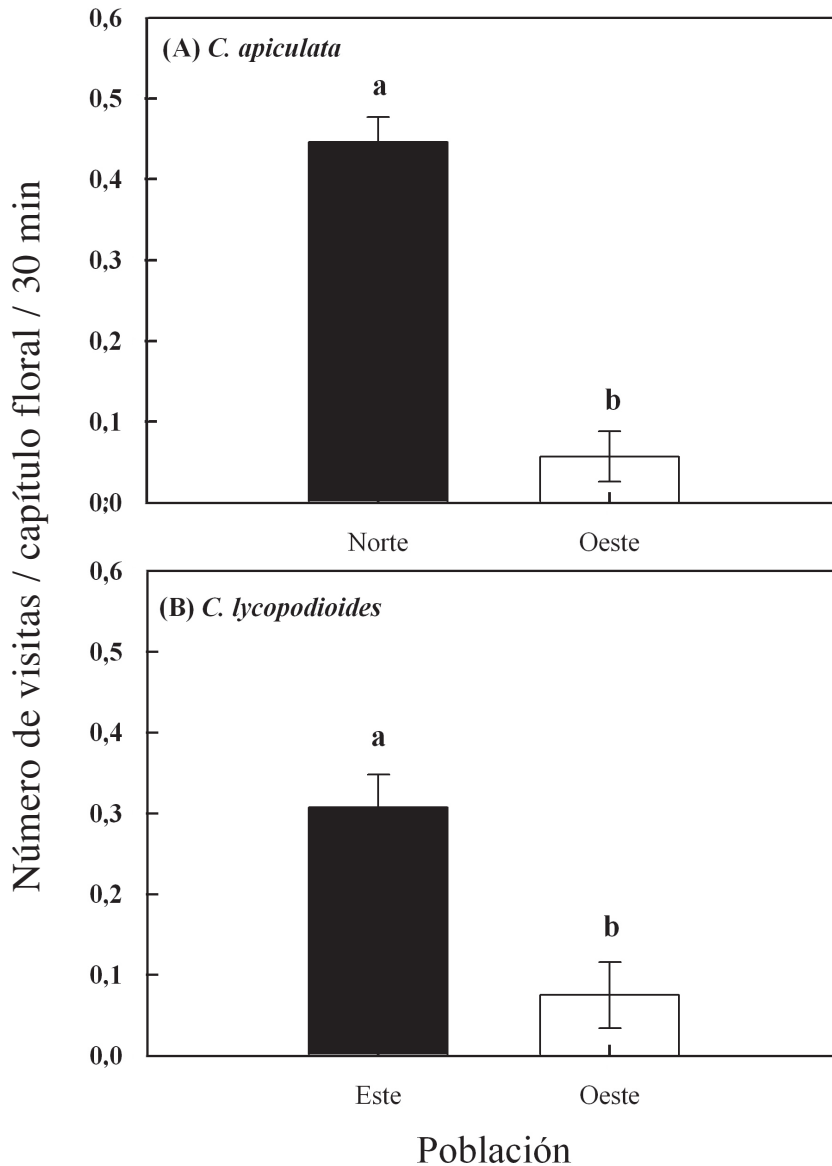 Número de visitas / capítulo floral / 30 min
(A) C. apiculata
0,6
0,5
0,4
0,3
0,2
0,1
0,0
a
b
Norte
Oeste
(B) C. lycopodioides
0,6
0,5
0,4
0,3
0,2
0,1
0,0
a
b
Este
Oeste
Población